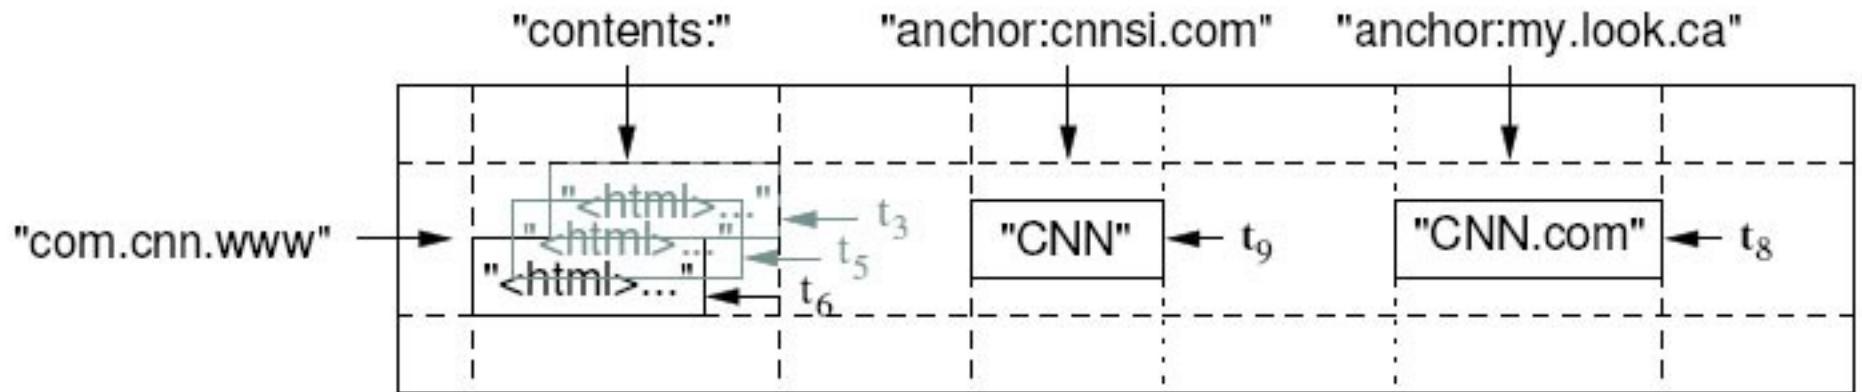 "contents:" "anchor:cnnsi.com" "anchor:my.look.ca"
"<html>..." t3
"com.cnn.www" "<html>..." t5 "CNN" t9 "CNN.com" t8
"<html>..." t6